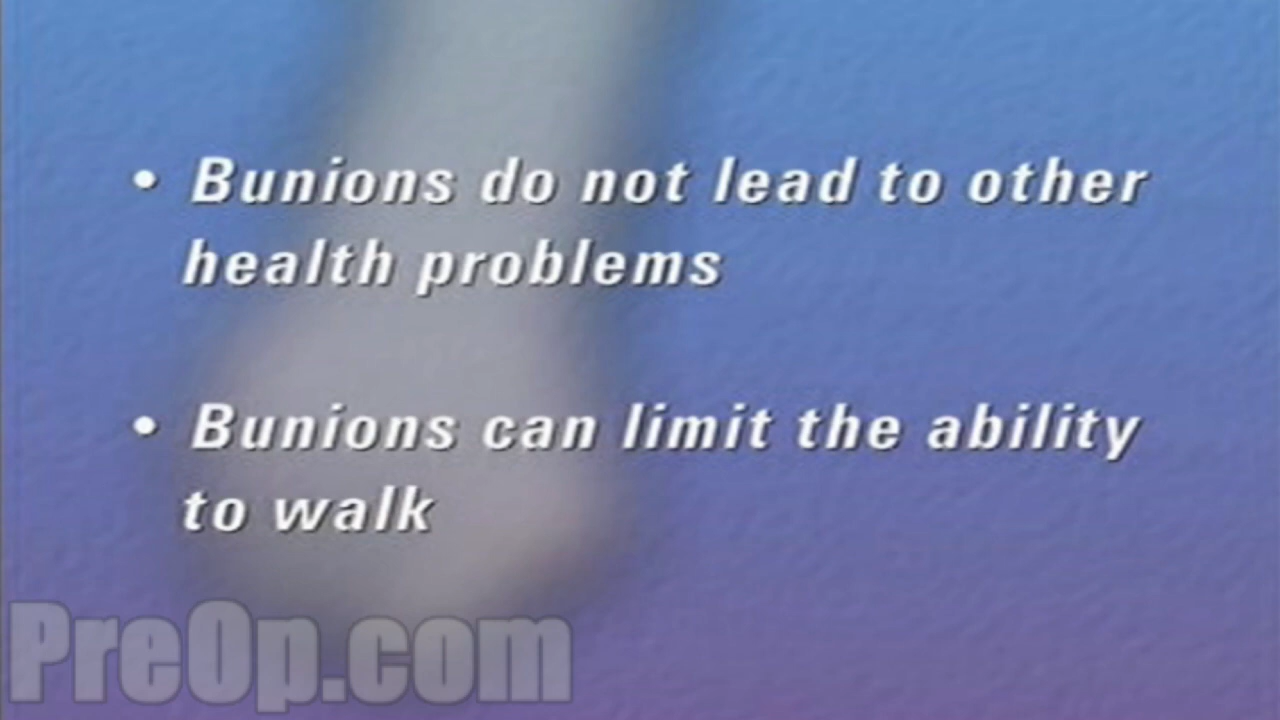 • Bunions do not lead to other
health problems
• Bunions can limit the ability
to walk
PreOp.com